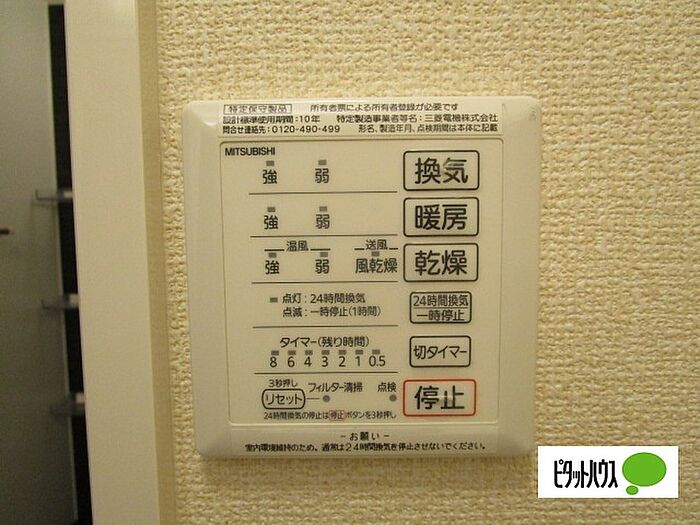 特定保守製品 所有者票による所有者登録が必要です
設計標準使用期間:10年 特定製造事業者等名:三菱電機株式会社
問合せ連絡先:0120-490-499 形名、製造年月、点検期間は本体に記載
MITSUBISHI
強 弱 換気
強 弱 暖房
温風 送風
強 弱 風乾燥 乾燥
点灯:24時間換気
点滅:一時停止(1時間)
24時間換気
一時停止
タイマー(残り時間)
8 6 4 3 2 1 0.5
切タイマー
3秒押し
リセット フィルター清掃 点検
停止
24時間換気の停止は停止ボタンを3秒押し
-お願い-
室内環境維持のため、通常は24時間換気を停止させないでください。
ピタットハウス